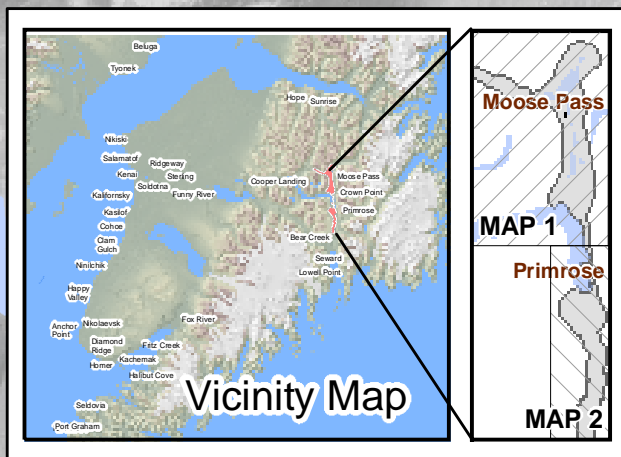 Beluga
Tyonek
Hope
Sunrise
Nikiski
Salamatof
Ridgeway
Kenai
Sterling
Soldotna
Funny River
Kalifornsky
Kasilof
Cohoe
Clam
Gulch
Ninilchik
Happy
Valley
Cooper Landing
Moose Pass
Crown Point
Primrose
Bear Creek
Seward
Lowell Point
Fox River
Anchor
Point
Nikolaevsk
Diamond
Ridge
Fritz Creek
Kachemak
Homer
Halibut Cove
Seldovia
Port Graham
Vicinity Map
Moose Pass
MAP 1
Primrose
MAP 2